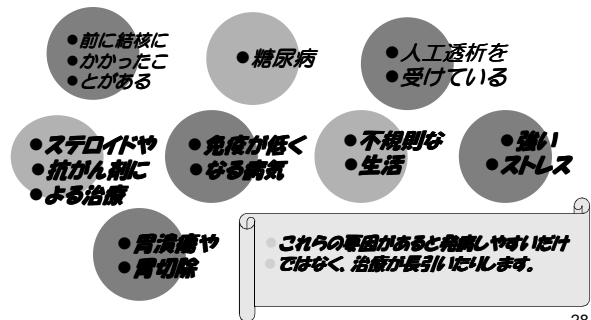 ●前に結核に
●かかったこ
●とがある
●糖尿病
●人工透析を
●受けている
●ステロイドや
●抗がん剤に
●よる治療
●免疫が低く
●なる病気
●不規則な
●生活
●強い
●ストレス
●胃潰瘍や
●胃切除
●これらの要因があると発病しやすいだけ
●ではなく、治療が長引いたりします。
28